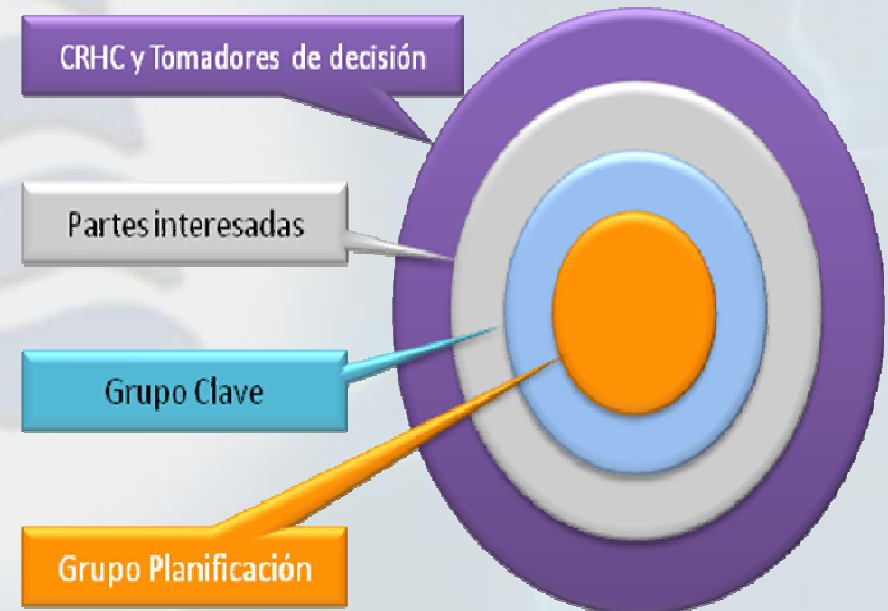 CRHC y Tomadores de decisión
Partes interesadas
Grupo Clave
Grupo Planificación